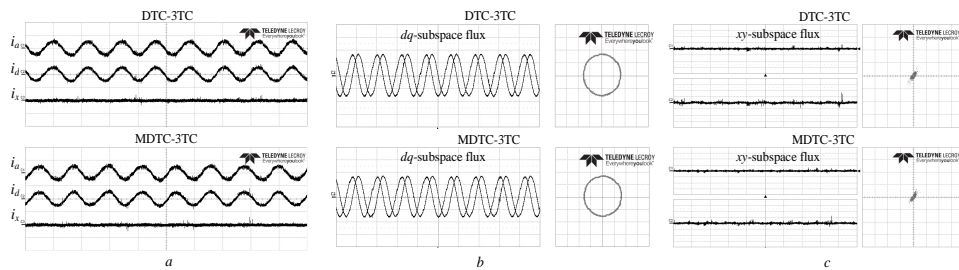 DTC-3TC
i_a
i_d
i_x
TELEDYNE LECROY
Everywhereyoulook
MDTC-3TC
i_a
i_d
i_x
TELEDYNE LECROY
Everywhereyoulook
a
DTC-3TC
dq-subspace flux
TELEDYNE LECROY
Everywhereyoulook
MDTC-3TC
dq-subspace flux
TELEDYNE LECROY
Everywhereyoulook
b
DTC-3TC
xy-subspace flux
TELEDYNE LECROY
Everywhereyoulook
MDTC-3TC
xy-subspace flux
TELEDYNE LECROY
Everywhereyoulook
c